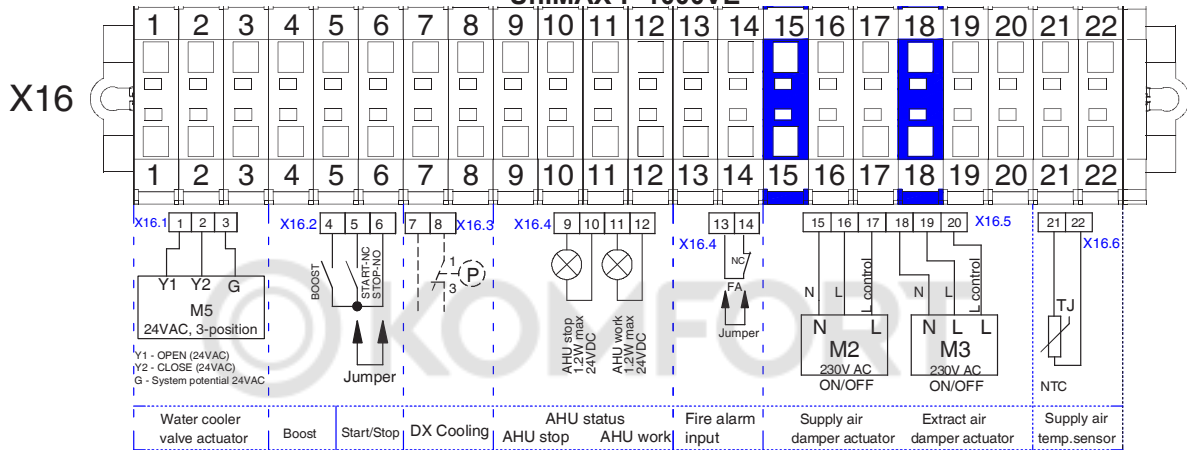 1 2 3 4 5 6 7 8 9 10 11 12 13 14 15 16 17 18 19 20 21 22
X16
1 2 3 4 5 6 7 8 9 10 11 12 13 14 15 16 17 18 19 20 21 22
X16.1 1 2 3 X16.2 4 5 6 7 8 X16.3 X16.4 9 10 11 12 13 14 15 16 17 18 19 20 X16.5 21 22
X16.4 X16.6
Y1 Y2 G
M5
24VAC, 3-position
Y1 - OPEN (24VAC)
Y2 - CLOSE (24VAC)
G - System potential 24VAC
BOOST
START-NC
STOP-NO
Jumper
1
P
3
AHU stop
1.2W max
24VDC
AHU work
1.2W max
24VDC
NC
FA
Jumper
N L L control
N L
M2
230V AC
ON/OFF
N L L control
N L L
M3
230V AC
ON/OFF
TJ
NTC
© KOMFORT
Water cooler
valve actuator
Boost
Start/Stop
DX Cooling
AHU status
AHU stop AHU work
Fire alarm
input
Supply air
damper actuator
Extract air
damper actuator
Supply air
temp.sensor